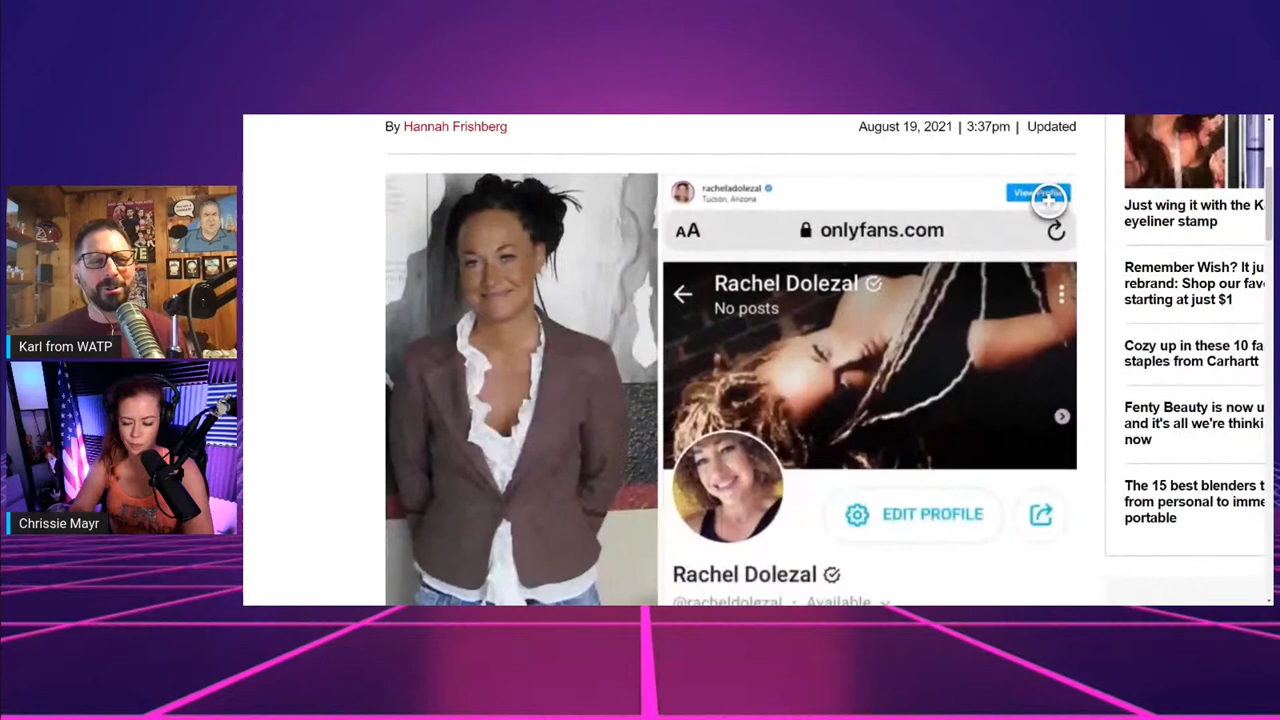 By Hannah Frishberg
August 19, 2021 | 3:37pm | Updated
racheladolezal
Tucson, Arizona
View Profile
AA
onlyfans.com
Rachel Dolezal
No posts
EDIT PROFILE
Rachel Dolezal
@racheldolezal · Available
Just wing it with the K
eyeliner stamp
Remember Wish? It ju
rebrand: Shop our fav
starting at just $1
Cozy up in these 10 fa
staples from Carhartt
Fenty Beauty is now u
and it's all we're thinki
now
The 15 best blenders t
from personal to imme
portable
Karl from WATP
Chrissie Mayr